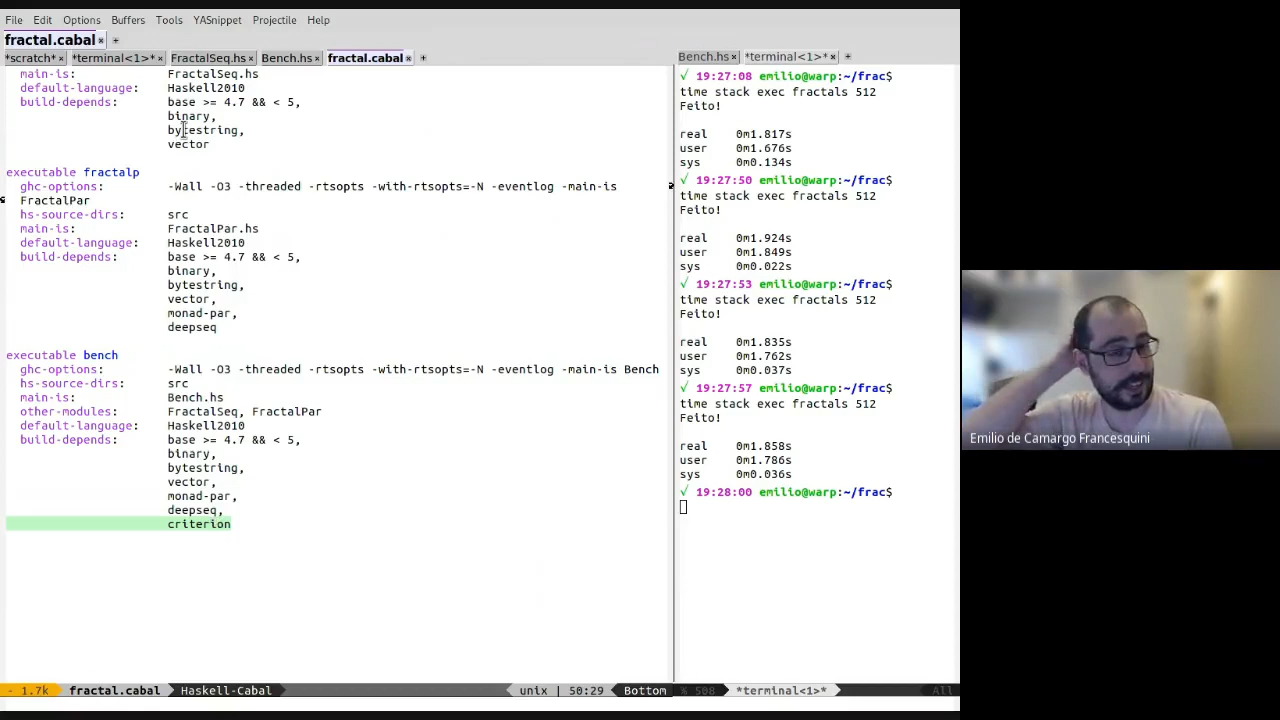 File Edit Options Buffers Tools YASnippet Projectile Help
fractal.cabal× +
*scratch*× *terminal<1>*× FractalSeq.hs× Bench.hs× fractal.cabal× +
main-is: FractalSeq.hs
default-language: Haskell2010
build-depends: base >= 4.7 && < 5,
binary,
bytestring,
vector
executable fractalp
ghc-options: -Wall -O3 -threaded -rtsopts -with-rtsopts=-N -eventlog -main-is
FractalPar
hs-source-dirs: src
main-is: FractalPar.hs
default-language: Haskell2010
build-depends: base >= 4.7 && < 5,
binary,
bytestring,
vector,
monad-par,
deepseq
executable bench
ghc-options: -Wall -O3 -threaded -rtsopts -with-rtsopts=-N -eventlog -main-is Bench
hs-source-dirs: src
main-is: Bench.hs
other-modules: FractalSeq, FractalPar
default-language: Haskell2010
build-depends: base >= 4.7 && < 5,
binary,
bytestring,
vector,
monad-par,
deepseq,
criterion
- 1.7k fractal.cabal Haskell-Cabal unix | 50:29 Bottom
Bench.hs× *terminal<1>*× +
✓ 19:27:08 emilio@warp:~/frac$
time stack exec fractals 512
Feito!
real 0m1.817s
user 0m1.676s
sys 0m0.134s
✓ 19:27:50 emilio@warp:~/frac$
time stack exec fractals 512
Feito!
real 0m1.924s
user 0m1.849s
sys 0m0.022s
✓ 19:27:53 emilio@warp:~/frac$
time stack exec fractals 512
Feito!
real 0m1.835s
user 0m1.762s
sys 0m0.037s
✓ 19:27:57 emilio@warp:~/frac$
time stack exec fractals 512
Feito!
real 0m1.858s
user 0m1.786s
sys 0m0.036s
✓ 19:28:00 emilio@warp:~/frac$
% 508 *terminal<1>* All
Emilio de Camargo Francesquini